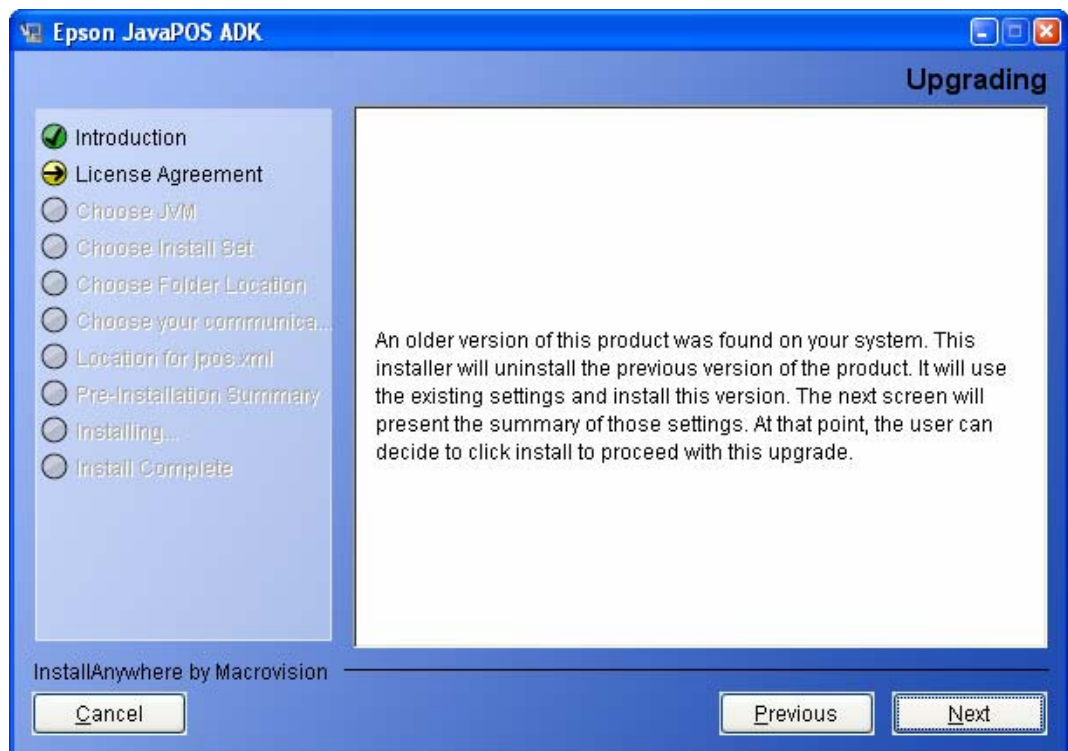 Epson JavaPOS ADK
Upgrading
Introduction
License Agreement
Choose JVM
Choose Install Set
Choose Folder Location
Choose your communica...
Location for jpos.xml
Pre-Installation Summary
Installing...
Install Complete
An older version of this product was found on your system. This
installer will uninstall the previous version of the product. It will use
the existing settings and install this version. The next screen will
present the summary of those settings. At that point, the user can
decide to click install to proceed with this upgrade.
InstallAnywhere by Macrovision
Cancel
Previous
Next